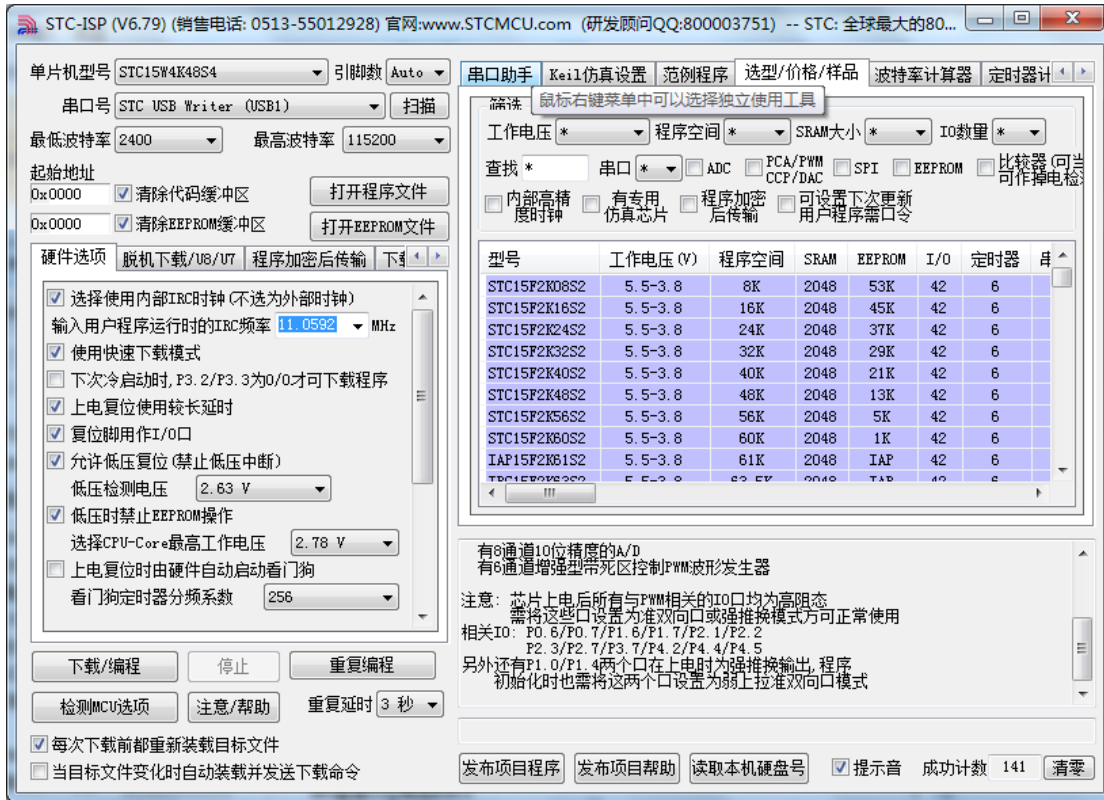 STC-ISP (V6.79) (销售电话: 0513-55012928) 官网:www.STCMCU.com (研发顾问QQ:800003751) -- STC: 全球最大的80...
单片机型号 STC15W4K48S4 引脚数 Auto
串口号 STC USB Writer (USB1) 扫描
最低波特率 2400 最高波特率 115200
起始地址
0x0000 清除代码缓冲区 打开程序文件
0x0000 清除EEPROM缓冲区 打开EEPROM文件
硬件选项 脱机下载/U8/U7 程序加密后传输
选择使用内部IRC时钟(不选为外部时钟)
输入用户程序运行时的IRC频率 11.0592 MHz
使用快速下载模式
下次冷启动时,P3.2/P3.3为0/0才可下载程序
上电复位使用较长延时
复位脚用作I/O口
允许低压复位(禁止低压中断)
低压检测电压 2.63 V
低压时禁止EEPROM操作
选择CPU-Core最高工作电压 2.78 V
上电复位时由硬件自动启动看门狗
看门狗定时器分频系数 256
下载/编程 停止 重复编程
检测MCU选项 注意/帮助 重复延时 3 秒
每次下载前都重新装载目标文件
当目标文件变化时自动装载并发送下载命令
串口助手 Keil仿真设置 范例程序 选型/价格/样品 波特率计算器 定时器计
筛选 鼠标右键菜单中可以选择独立使用工具
工作电压 * 程序空间 * SRAM大小 * IO数量 *
查找 * 串口 * ADC PCA/PWM CCP/DAC SPI EEPROM 比较器(可当 可作掉电检
内部高精度时钟 有专用仿真芯片 程序加密后传输 可设置下次更新用户程序需口令
型号 工作电压(V) 程序空间 SRAM EEPROM I/O 定时器
STC15F2K08S2 5.5-3.8 8K 2048 53K 42 6
STC15F2K16S2 5.5-3.8 16K 2048 45K 42 6
STC15F2K24S2 5.5-3.8 24K 2048 37K 42 6
STC15F2K32S2 5.5-3.8 32K 2048 29K 42 6
STC15F2K40S2 5.5-3.8 40K 2048 21K 42 6
STC15F2K48S2 5.5-3.8 48K 2048 13K 42 6
STC15F2K56S2 5.5-3.8 56K 2048 5K 42 6
STC15F2K60S2 5.5-3.8 60K 2048 1K 42 6
IAP15F2K61S2 5.5-3.8 61K 2048 IAP 42 6
有8通道10位精度的A/D
有6通道增强型带死区控制PWM波形发生器
注意: 芯片上电后所有与PWM相关的IO口均为高阻态
需将这些口设置为准双向口或强推挽模式方可正常使用
相关IO: P0.6/P0.7/P1.6/P1.7/P2.1/P2.2
P2.3/P2.7/P3.7/P4.2/P4.4/P4.5
另外还有P1.0/P1.4两个口在上电时为强推挽输出,程序
初始化时也需将这两个口设置为弱上拉准双向口模式
发布项目程序 发布项目帮助 读取本机硬盘号 提示音 成功计数 141 清零